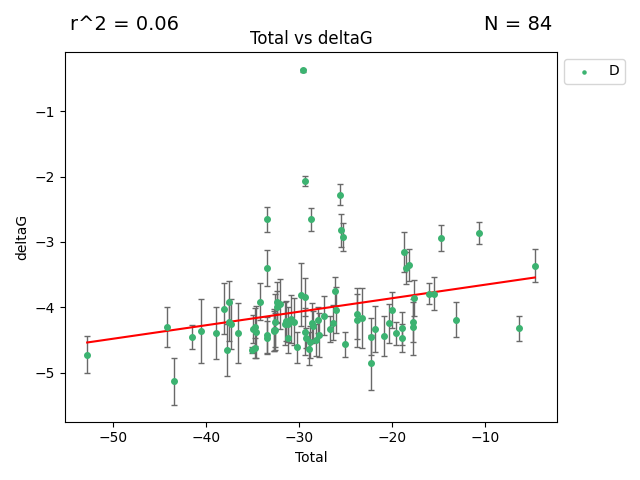 r^2 = 0.06
N = 84
Total vs deltaG
D
deltaG
−1
−2
−3
−4
−5
−50
−40
−30
−20
−10
Total